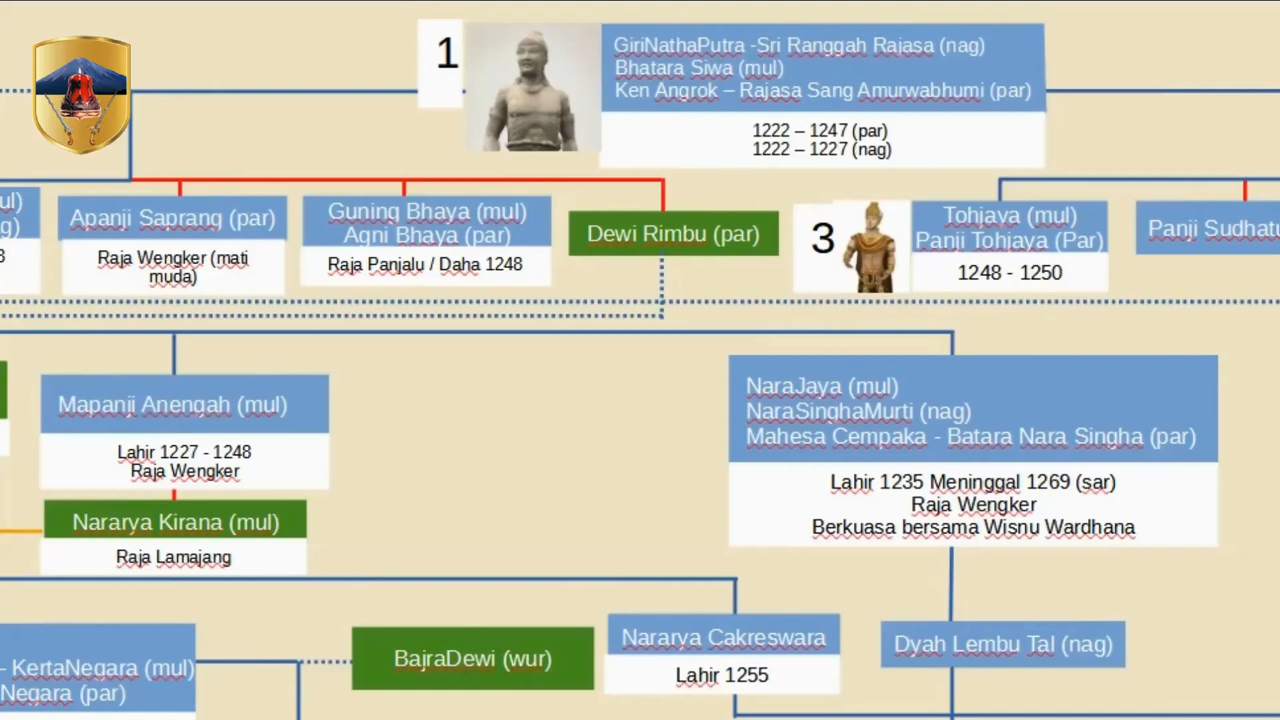 1
GiriNathaPutra -Sri Ranggah Rajasa (nag)
Bhatara Siwa (mul)
Ken Angrok – Rajasa Sang Amurwabhumi (par)
1222 – 1247 (par)
1222 – 1227 (nag)
Apanji Saprang (par)
Raja Wengker (mati
muda)
Guning Bhaya (mul)
Agni Bhaya (par)
Raja Panjalu / Daha 1248
Dewi Rimbu (par)
3
Tohjaya (mul)
Panji Tohjaya (Par)
1248 - 1250
Panji
Mapanji Anengah (mul)
Lahir 1227 - 1248
Raja Wengker
Nararya Kirana (mul)
Raja Lamajang
NaraJaya (mul)
NaraSinghaMurti (nag)
Mahesa Cempaka - Batara Nara Singha (par)
Lahir 1235 Meninggal 1269 (sar)
Raja Wengker
Berkuasa bersama Wisnu Wardhana
– KertaNegara (mul)
Negara (par)
BajraDewi (wur)
Nararya Cakreswara
Lahir 1255
Dyah Lembu Tal (nag)